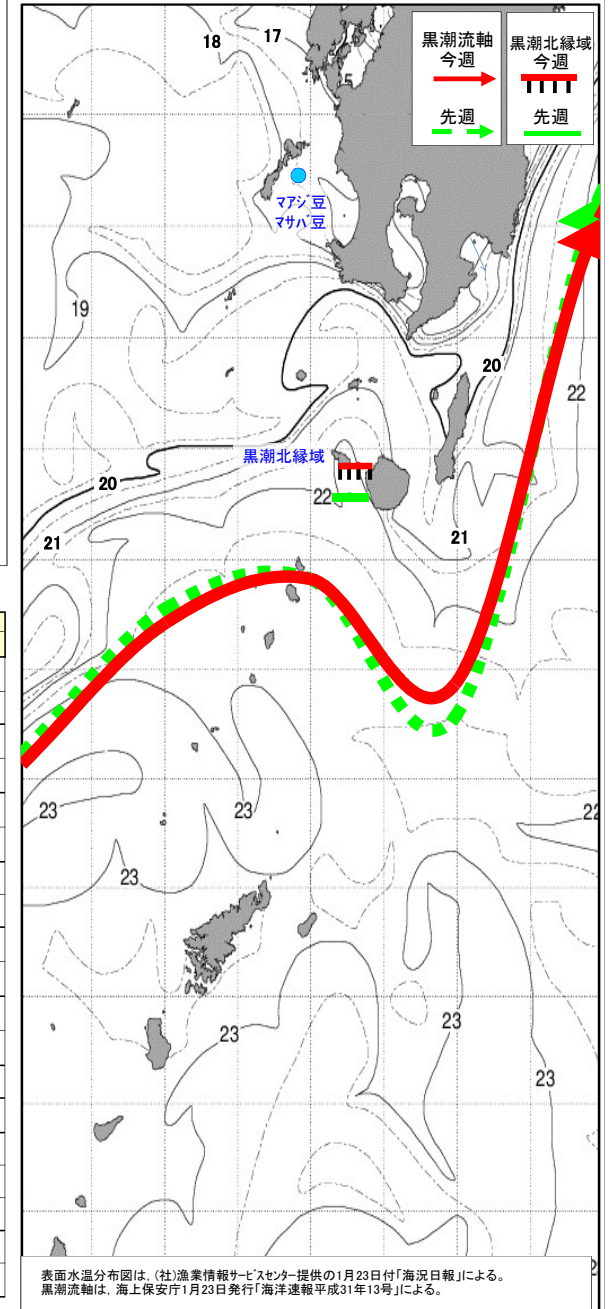 黒潮流軸
今週
先週
黒潮北縁域
今週
先週
18
17
5
マアジ豆
マサバ豆
19
20
22
黒潮北縁域
20
22
21
21
23
23
22
23
23
23
23
表面水温分布図は, (社)漁業情報サービスセンター提供の1月23日付「海況日報」による。
黒潮流軸は, 海上保安庁1月23日発行「海洋速報平成31年13号」による。